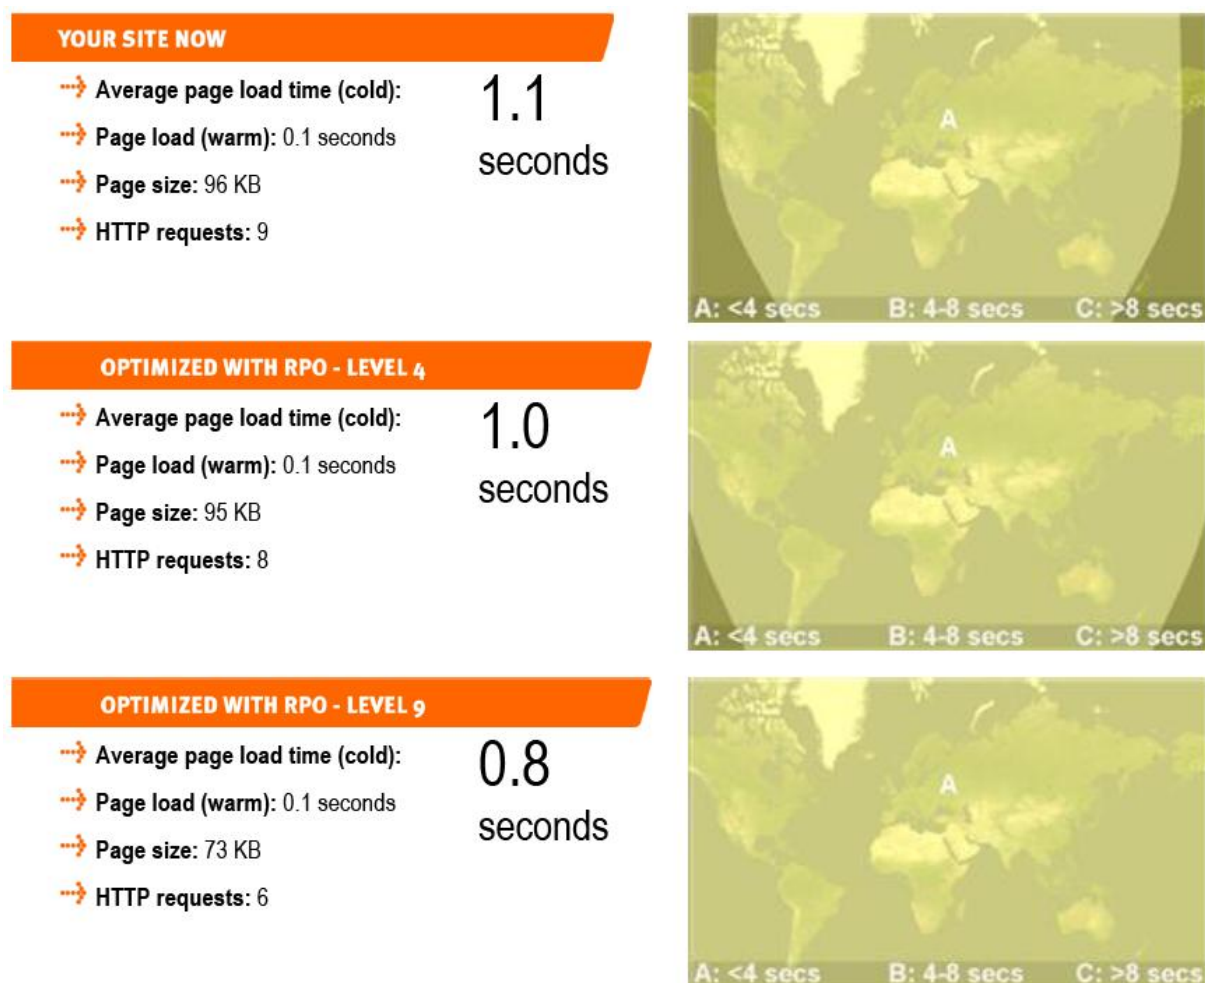 YOUR SITE NOW
Average page load time (cold):
1.1
seconds
Page load (warm): 0.1 seconds
Page size: 96 KB
HTTP requests: 9
A
A: <4 secs B: 4-8 secs C: >8 secs
OPTIMIZED WITH RPO - LEVEL 4
Average page load time (cold):
1.0
seconds
Page load (warm): 0.1 seconds
Page size: 95 KB
HTTP requests: 8
A
A: <4 secs B: 4-8 secs C: >8 secs
OPTIMIZED WITH RPO - LEVEL 9
Average page load time (cold):
0.8
seconds
Page load (warm): 0.1 seconds
Page size: 73 KB
HTTP requests: 6
A
A: <4 secs B: 4-8 secs C: >8 secs